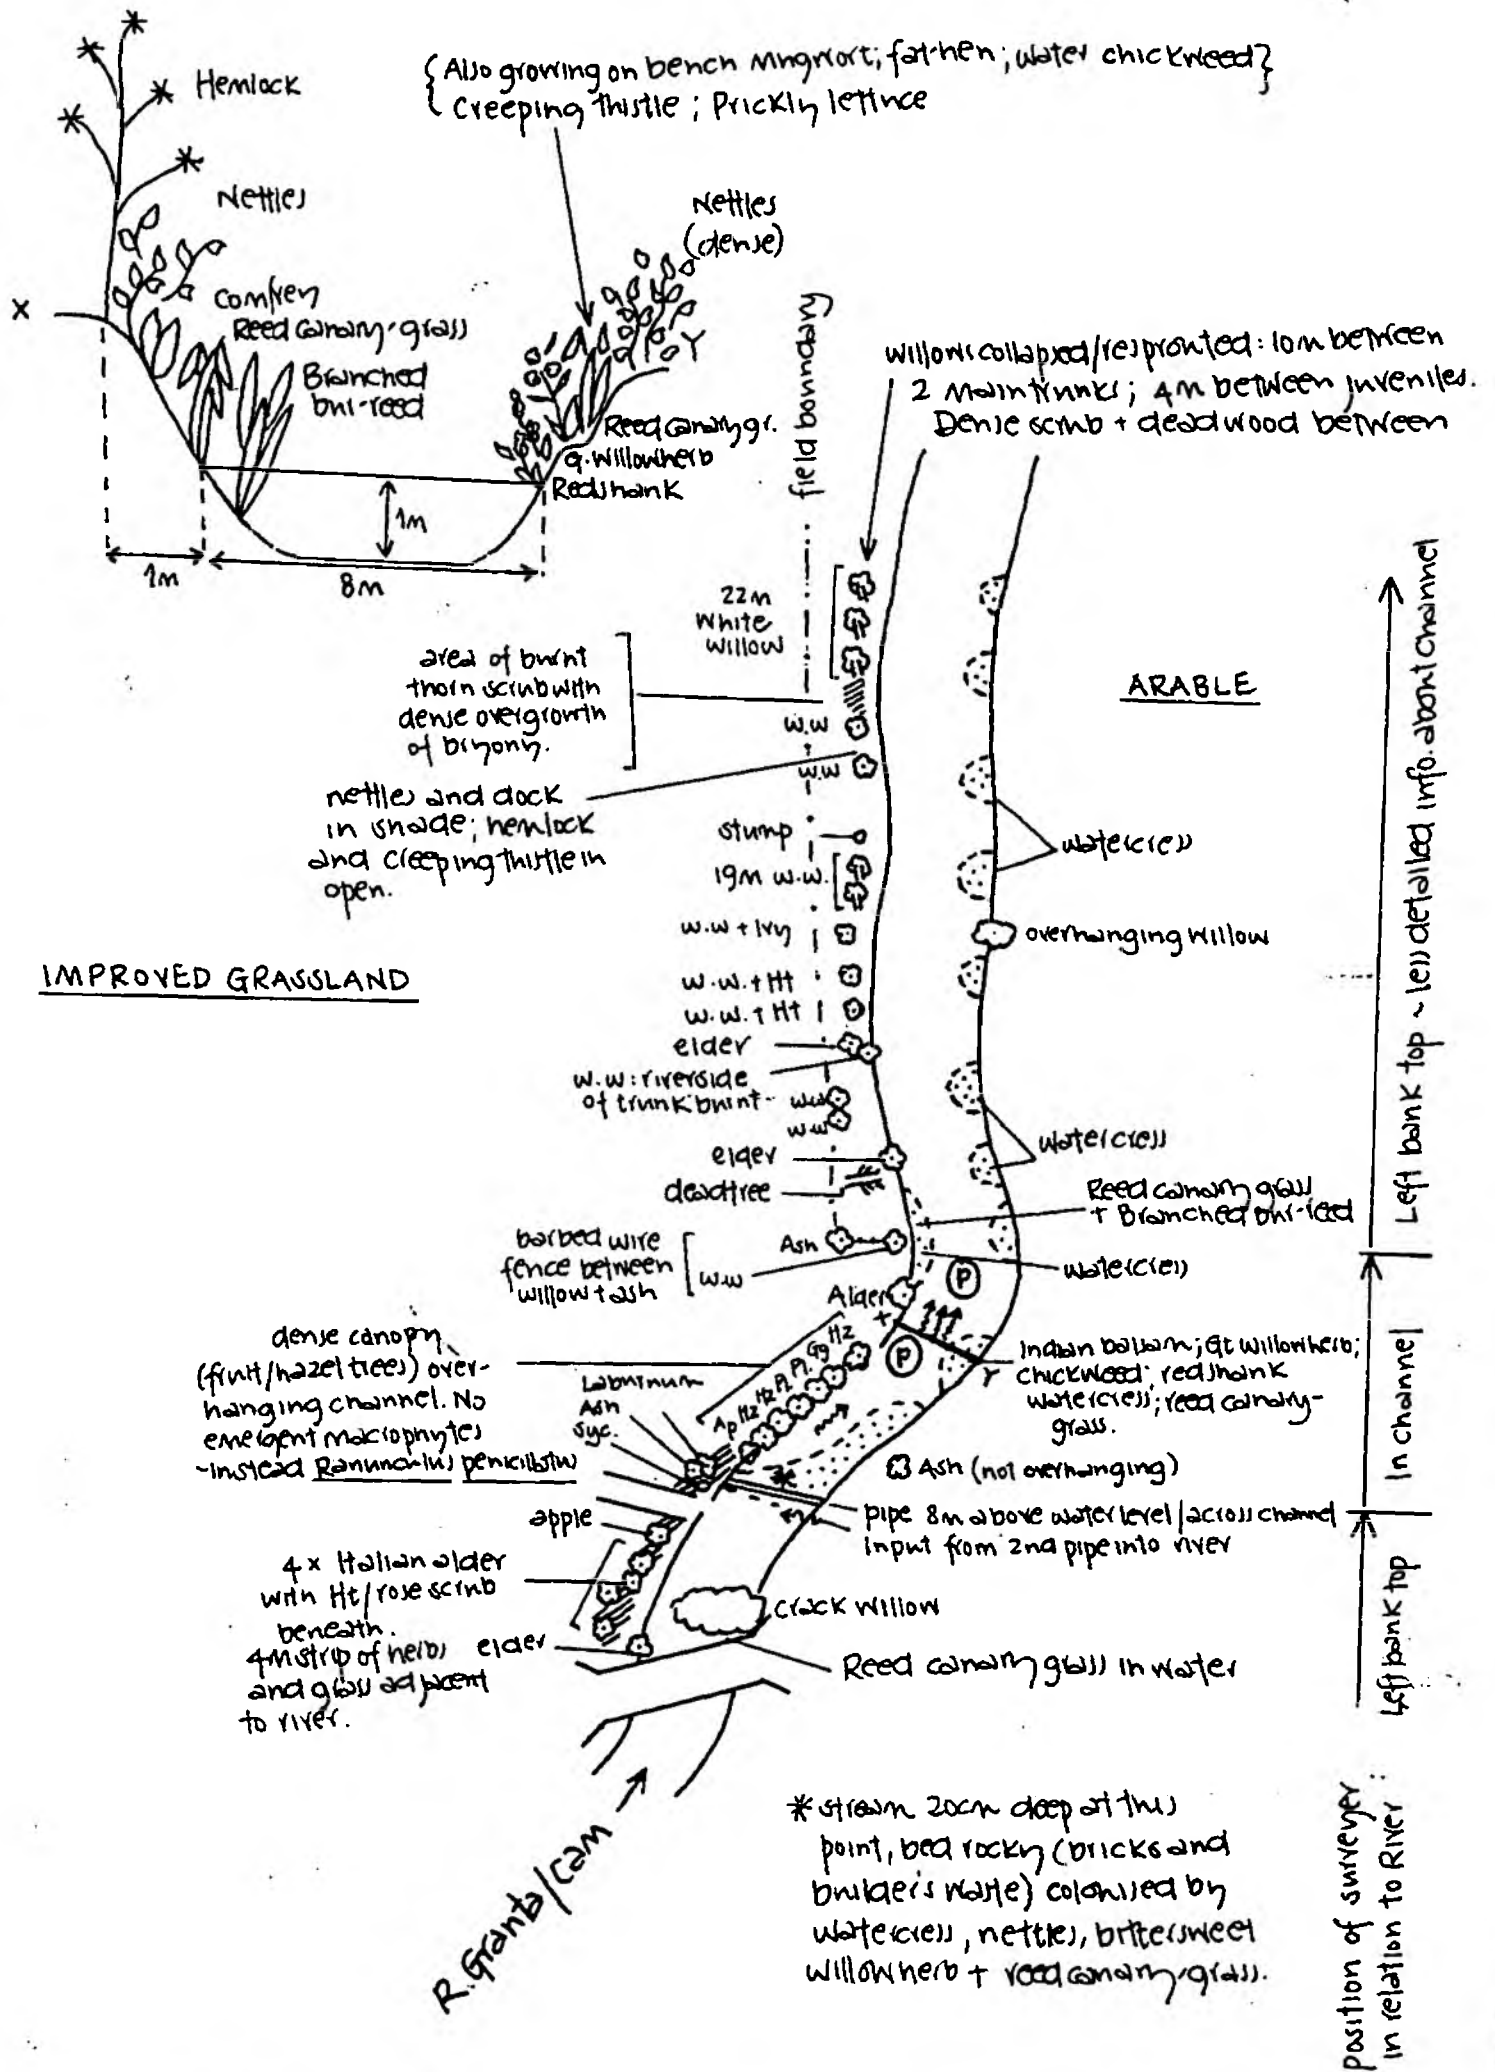 Hemlock
{Also growing on bench Mugwort; fat-hen; water chickweed}
Creeping thistle; Prickly lettuce
Nettles
Nettles
(dense)
X
Comfrey
Reed canary-grass
Branched
bur-reed
Y
Reed canary gr.
G. Willowherb
Redshank
1m
1m
8m
field boundary
Willows collapsed/resprouted: 10m between
2 main trunks; 4m between juveniles.
Dense scrub + deadwood between
22m
White
Willow
area of burnt
thorn scrub with
dense overgrowth
of bryony.
W.W
W.W
ARABLE
nettles and dock
in shade; hemlock
and creeping thistle in
open.
stump
19m w.w.
watercress
w.w + Ivy
overhanging willow
IMPROVED GRASSLAND
w.w. + Ht
w.w. + Ht
elder
w.w: riverside
of trunk burnt
ww
ww
watercress
elder
dead tree
Reed canary grass
+ Branched bur-reed
barbed wire
fence between
willow + ash
Ash
w.w
watercress
P
Alder
X
P
Y
Indian balsam; Gt willowherb;
chickweed; redshank
watercress; reed canary-
grass.
dense canopy
(fruit/hazel trees) over-
hanging channel. No
emergent macrophytes
-instead Ranunculus penicillatus
Ap Hz Hz Pl Pl. Gg Hz
Laburnum
Ash
Syc.
*
Ash (not overhanging)
pipe 8m above water level/across channel
Input from 2nd pipe into river
apple
4 x Italian alder
with Ht/rose scrub
beneath.
4m strip of herbs
and grass adjacent
to river.
elder
crack willow
Reed canary grass in water
R. Granta/Cam
* stream 20cm deep at this
point, bed rocky (bricks and
builder's waste) colonised by
watercress, nettles, bittersweet
willowherb + reed canary-grass.
Left bank top ~ less detailed info. about channel
In channel
Left bank top
Position of surveyer
in relation to River :